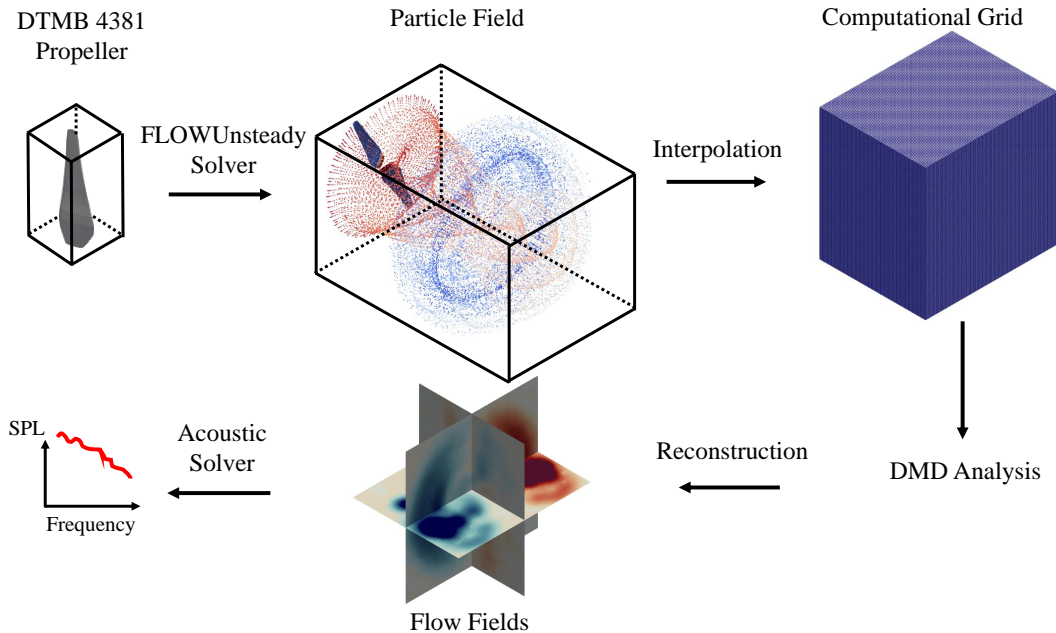 DTMB 4381
Propeller
FLOWUnsteady
Solver
Particle Field
Interpolation
Computational Grid
DMD Analysis
Reconstruction
Flow Fields
Acoustic
Solver
SPL
Frequency